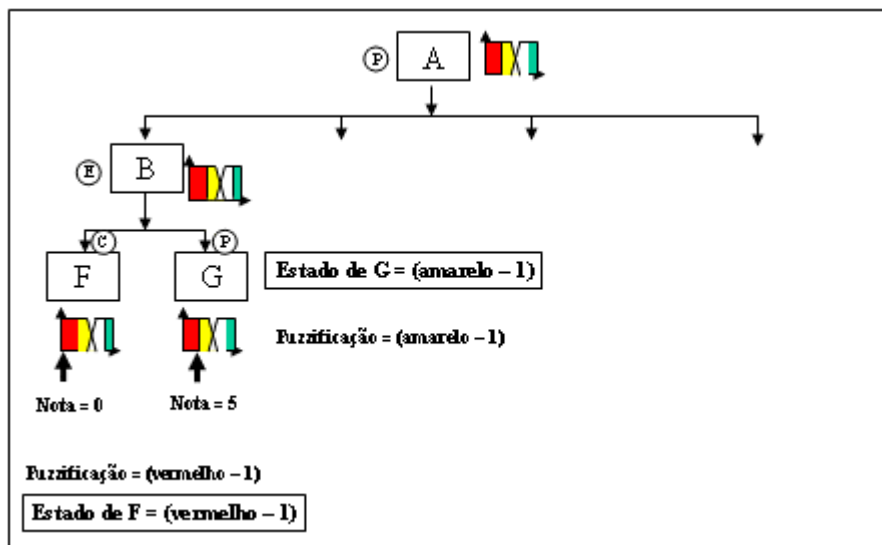 P A
E B
C P
F G
Estado de G = (amarelo – 1)
Fuzzificação = (amarelo – 1)
Nota = 0 Nota = 5
Fuzzificação = (vermelho – 1)
Estado de F = (vermelho – 1)